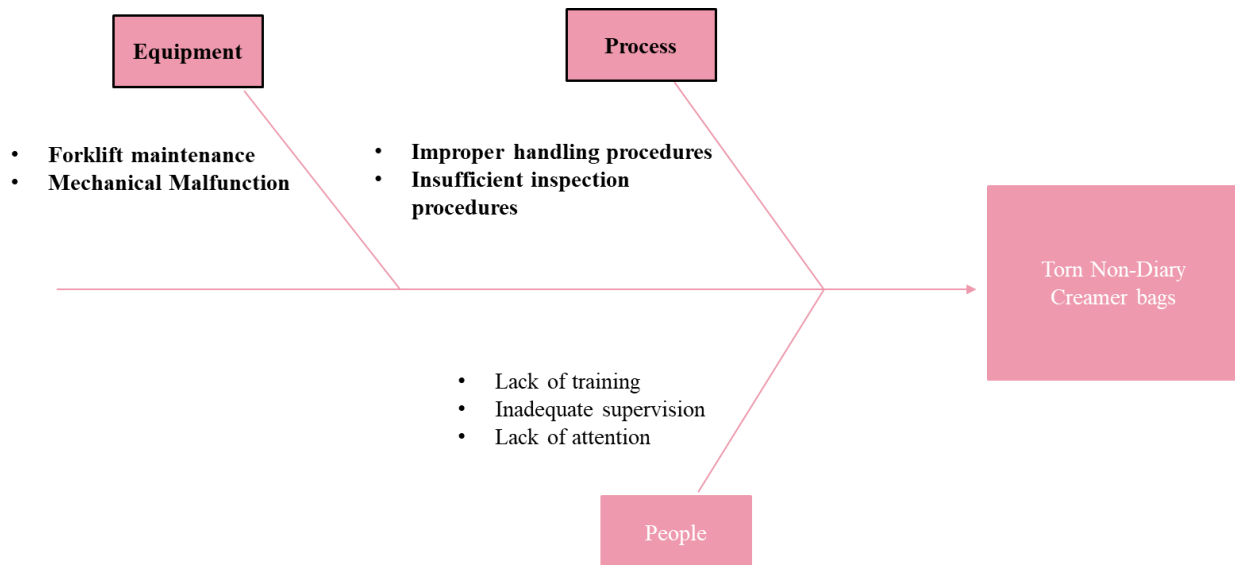 Equipment
Process
• Forklift maintenance
• Mechanical Malfunction
• Improper handling procedures
• Insufficient inspection
procedures
Torn Non-Diary
Creamer bags
• Lack of training
• Inadequate supervision
• Lack of attention
People